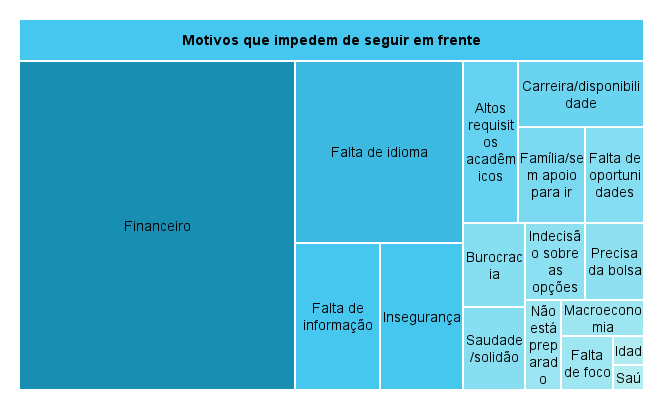 Motivos que impedem de seguir em frente
Financeiro
Falta de idioma
Falta de
informação
Insegurança
Altos
requisit
os
acadêm
icos
Carreira/disponibili
dade
Família/se
m apoio
para ir
Falta de
oportuni
dades
Burocrac
ia
Saudade
/solidão
Indecisã
o sobre
as
opções
Precisa
da bolsa
Não
está
prep
arad
o
Macroecono
mia
Falta
de foco
Idad
Saú